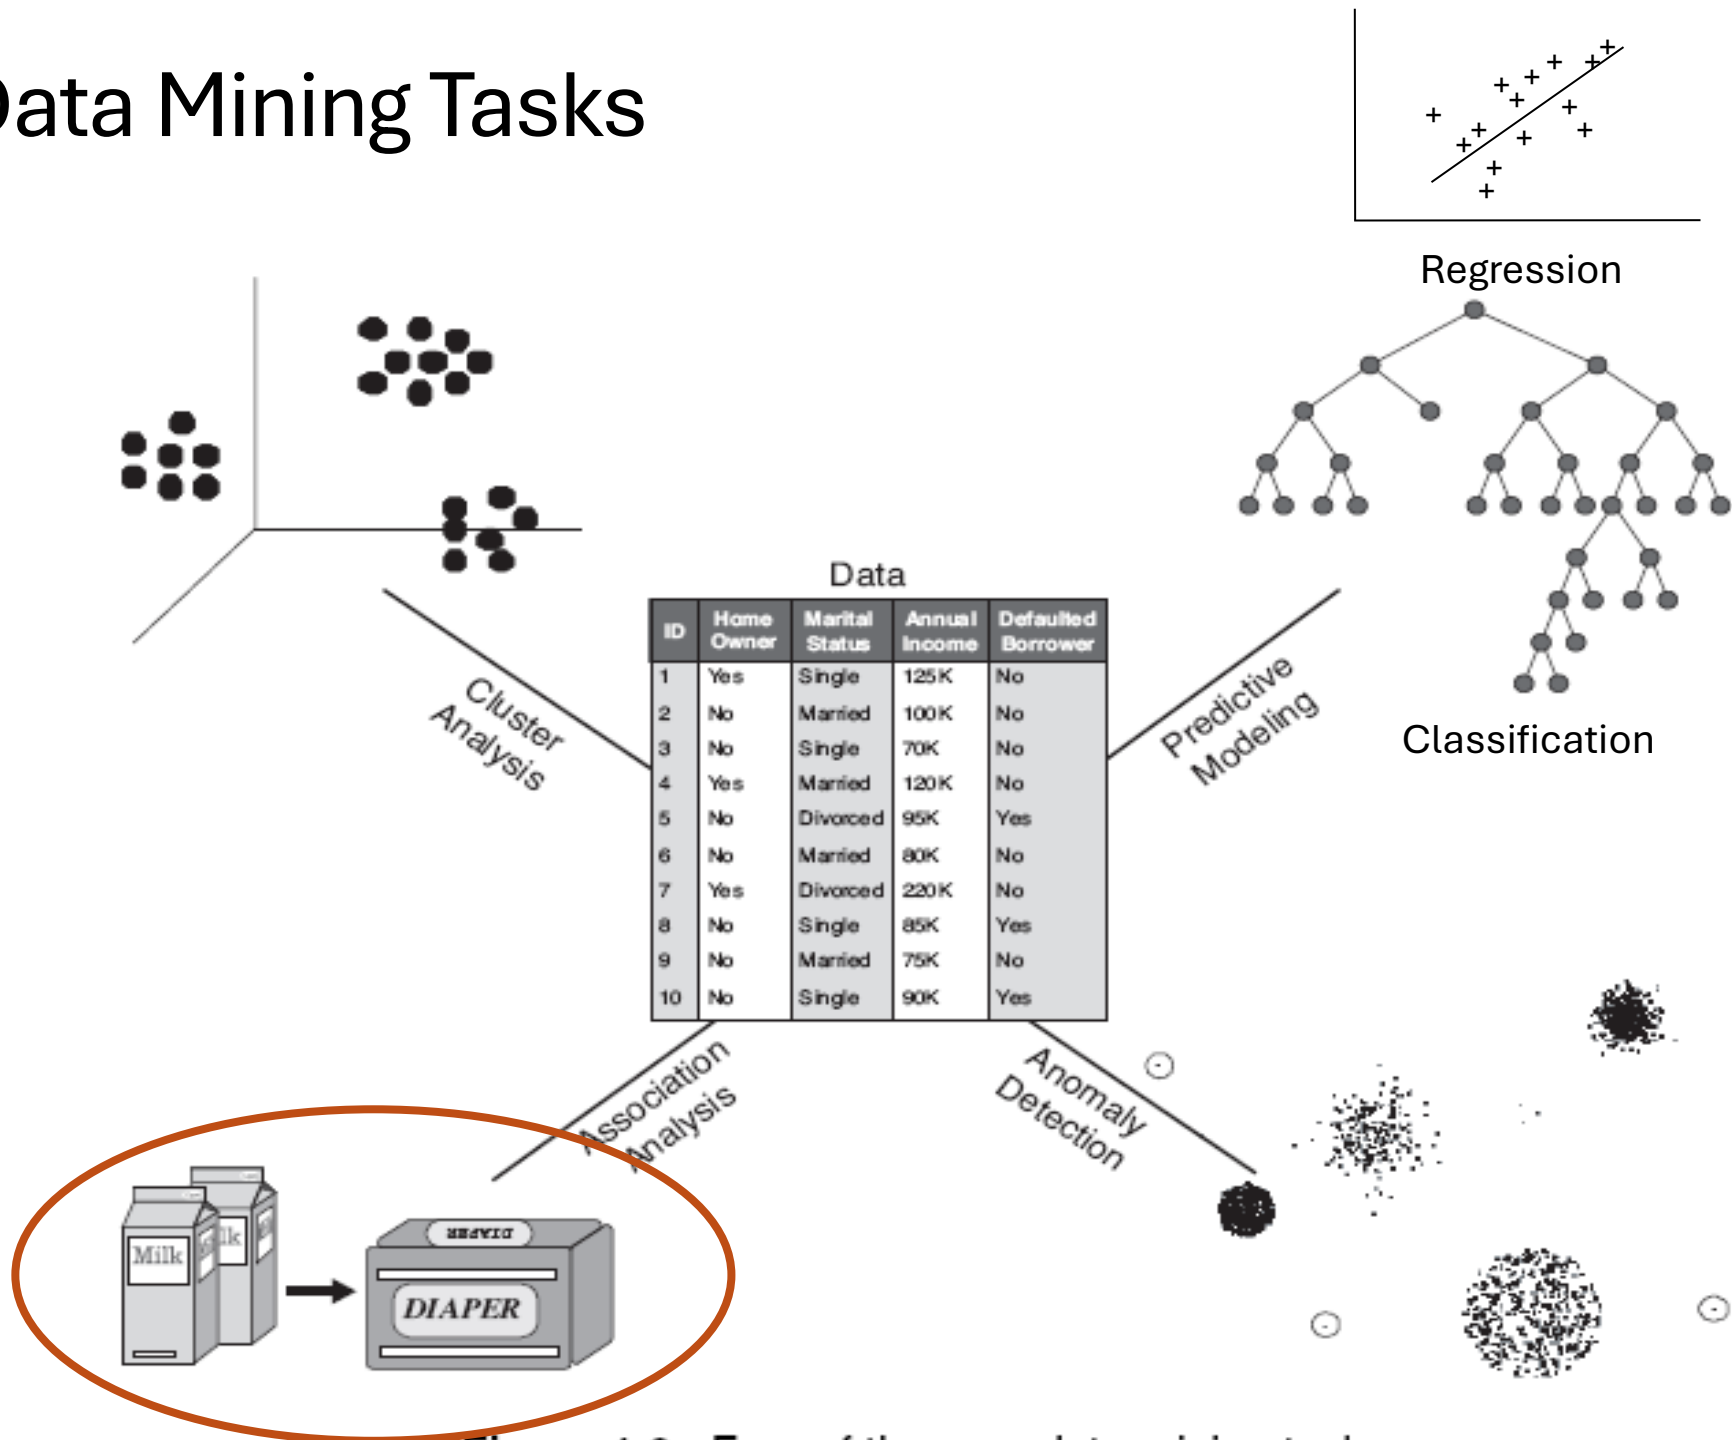 Data Mining Tasks
Regression
Classification
Data
ID Home Owner Marital Status Annual Income Defaulted Borrower
1 Yes Single 125K No
2 No Married 100K No
3 No Single 70K No
4 Yes Married 120K No
5 No Divorced 95K Yes
6 No Married 80K No
7 Yes Divorced 220K No
8 No Single 85K Yes
9 No Married 75K No
10 No Single 90K Yes
Cluster
Analysis
Predictive
Modeling
Association
Analysis
Anomaly
Detection
Milk
lk
DIAPER
DIAPER